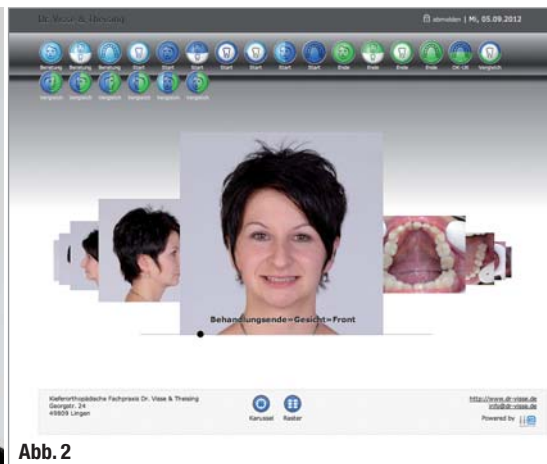 Dr. Visse & Theising
abmelden | Mi, 05.09.2012
Beratung Beratung Beratung Start Start Start Start Start Start Start Ende Ende Ende Ende OK-UK Vergleich
Vergleich Vergleich Vergleich Vergleich Vergleich Vergleich
Behandlungsende»Gesicht»Front
Kieferorthopädische Fachpraxis Dr. Visse & Theising
Georgstr. 24
49809 Lingen
Karussel Raster
http://www.dr-visse.de
info@dr-visse.de
Powered by
Abb. 2